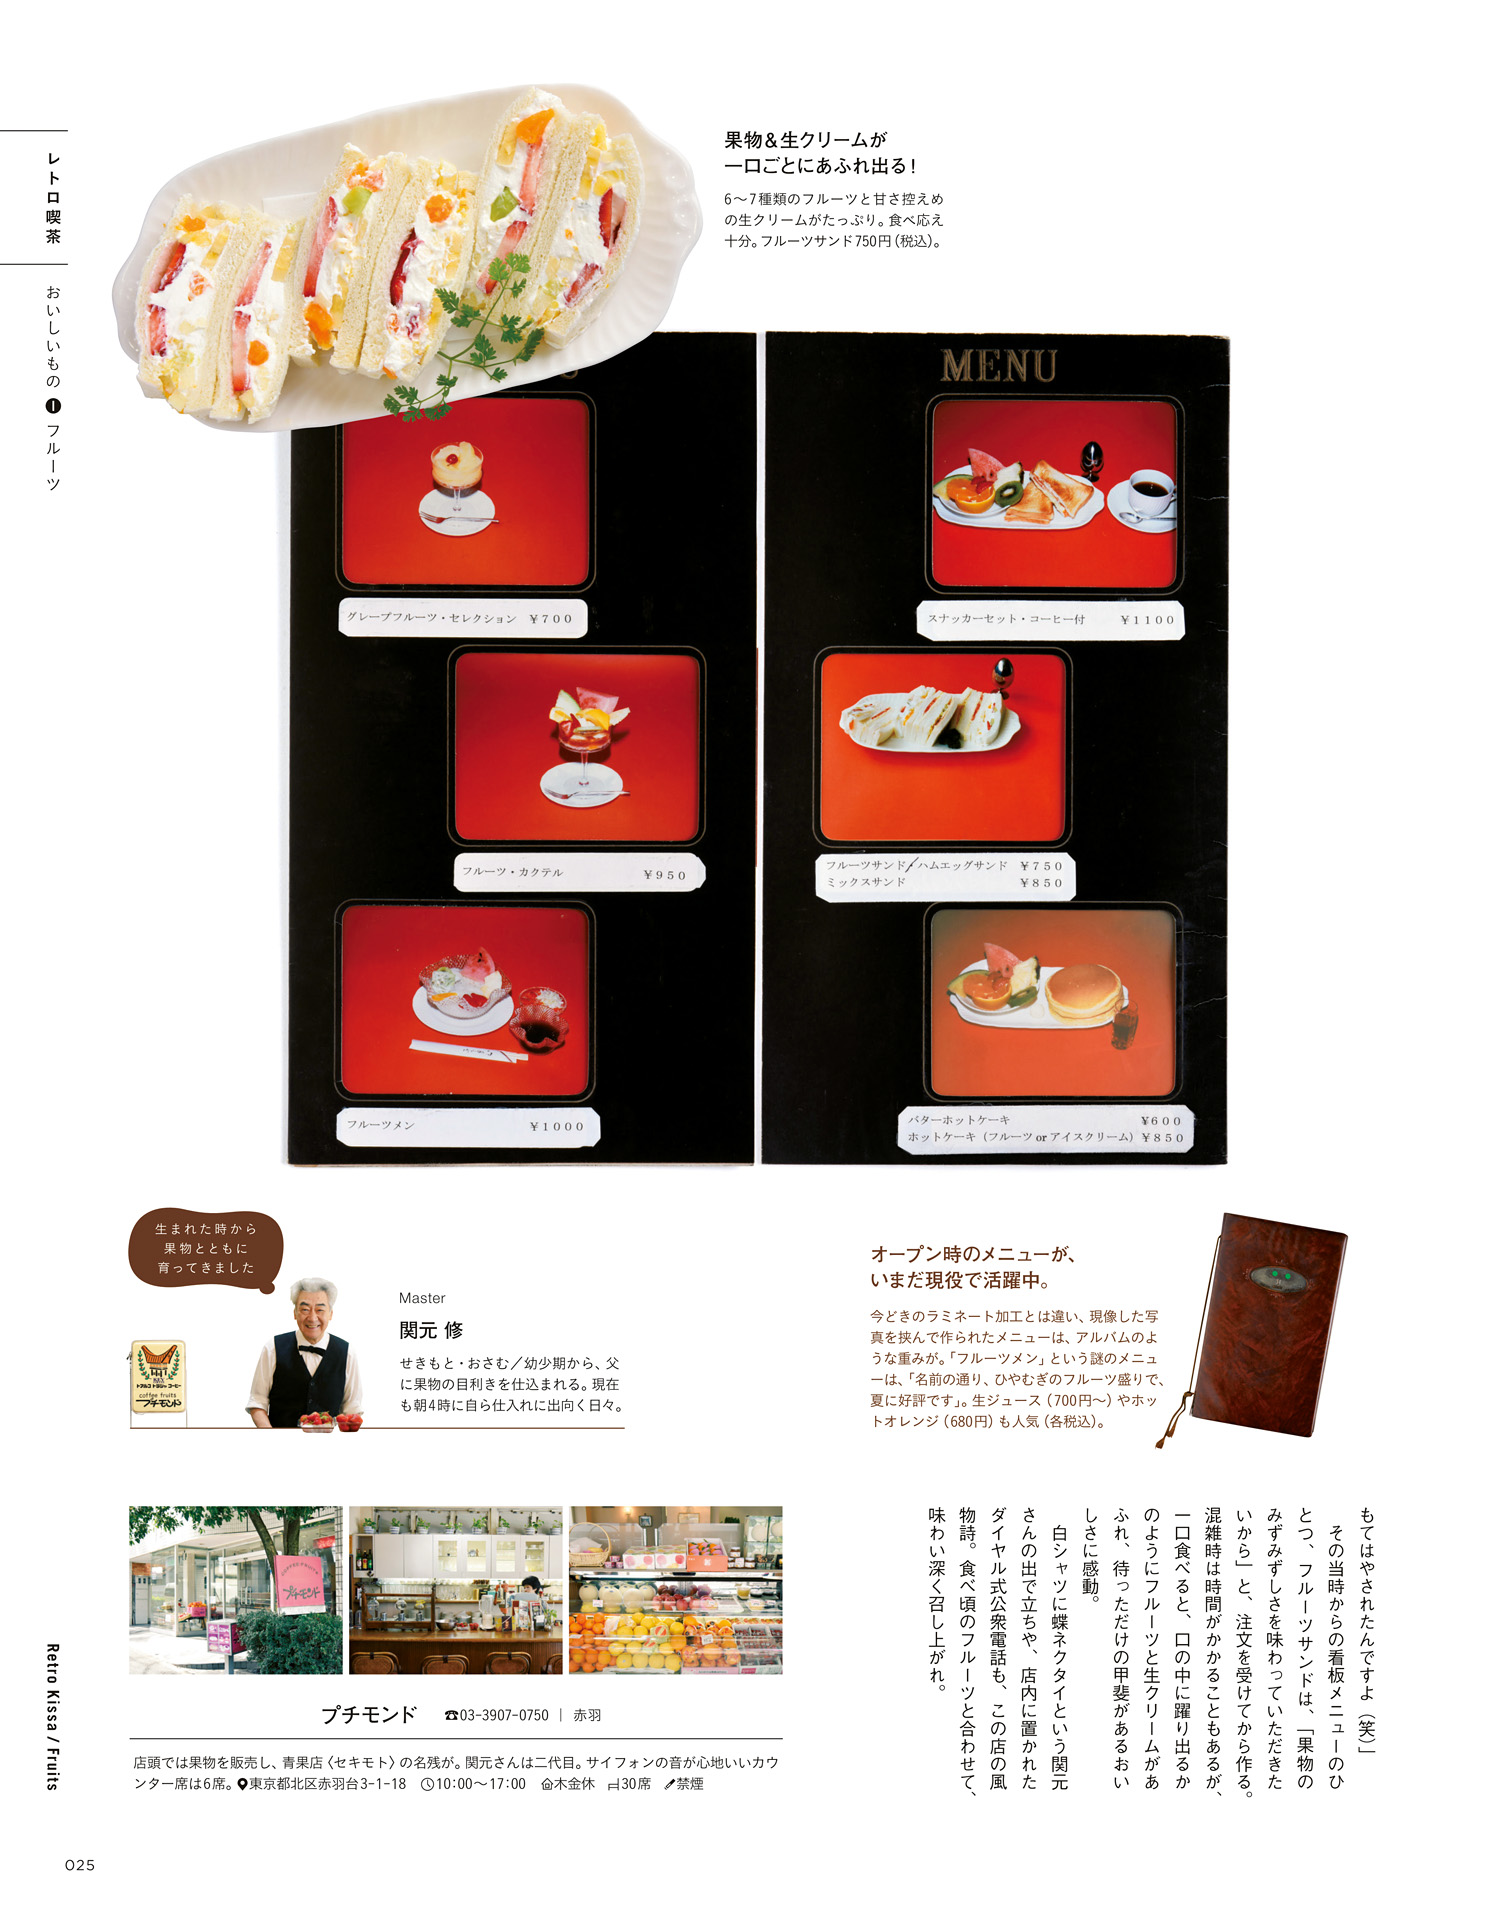 レトロ喫茶
おいしいもの ❶ フルーツ
果物&生クリームが
一口ごとにあふれ出る！
6〜7種類のフルーツと甘さ控えめ
の生クリームがたっぷり。食べ応え
十分。フルーツサンド750円（税込）。
MENU
グレープフルーツ・セレクション ￥700
フルーツ・カクテル ￥950
フルーツメン ￥1000
スナッカーセット・コーヒー付 ￥1100
フルーツサンド/ハムエッグサンド ￥750
ミックスサンド ￥850
バターホットケーキ ¥600
ホットケーキ（フルーツorアイスクリーム）￥850
生まれた時から
果物とともに
育ってきました
coffee fruits
プチモンド
Master
関元 修
せきもと・おさむ／幼少期から、父
に果物の目利きを仕込まれる。現在
も朝4時に自ら仕入れに出向く日々。
オープン時のメニューが、
いまだ現役で活躍中。
今どきのラミネート加工とは違い、現像した写
真を挟んで作られたメニューは、アルバムのよ
うな重みが。「フルーツメン」という謎のメニュ
ーは、「名前の通り、ひやむぎのフルーツ盛りで、
夏に好評です」。生ジュース（700円〜）やホッ
トオレンジ（680円）も人気（各税込）。
もてはやされたんですよ（笑）」
その当時からの看板メニューのひ
とつ、フルーツサンドは、「果物の
みずみずしさを味わっていただきた
いから」と、注文を受けてから作る。
混雑時は時間がかかることもあるが、
一口食べると、口の中に躍り出るか
のようにフルーツと生クリームがあ
ふれ、待っただけの甲斐があるおい
しさに感動。
白シャツに蝶ネクタイという関元
さんの出で立ちや、店内に置かれた
ダイヤル式公衆電話も、この店の風
物詩。食べ頃のフルーツと合わせて、
味わい深く召し上がれ。
プチモンド
プチモンド ☎03-3907-0750 | 赤羽
店頭では果物を販売し、青果店〈セキモト〉の名残が。関元さんは二代目。サイフォンの音が心地いいカウ
ンター席は6席。東京都北区赤羽台3-1-18 10:00〜17:00 木金休 30席 禁煙
Retro Kissa / Fruits
025